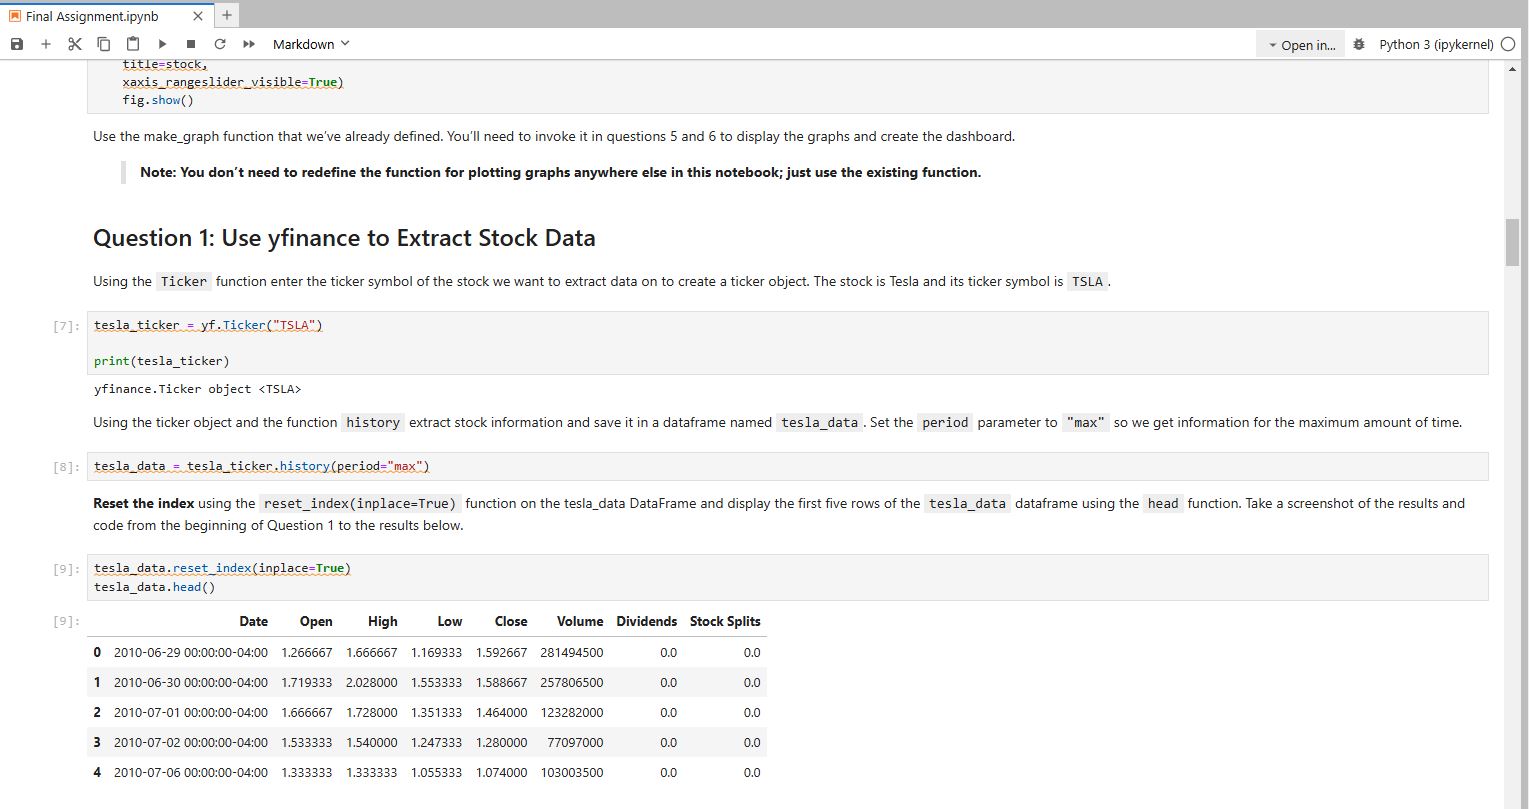 Final Assignment.ipynb
Markdown
Open in...
Python 3 (ipykernel)
title=stock,
xaxis_rangeslider_visible=True)
fig.show()
Use the make_graph function that we’ve already defined. You’ll need to invoke it in questions 5 and 6 to display the graphs and create the dashboard.
Note: You don’t need to redefine the function for plotting graphs anywhere else in this notebook; just use the existing function.
Question 1: Use yfinance to Extract Stock Data
Using the Ticker function enter the ticker symbol of the stock we want to extract data on to create a ticker object. The stock is Tesla and its ticker symbol is TSLA.
[7]: tesla_ticker = yf.Ticker("TSLA")
print(tesla_ticker)
yfinance.Ticker object <TSLA>
Using the ticker object and the function history extract stock information and save it in a dataframe named tesla_data. Set the period parameter to "max" so we get information for the maximum amount of time.
[8]: tesla_data = tesla_ticker.history(period="max")
Reset the index using the reset_index(inplace=True) function on the tesla_data DataFrame and display the first five rows of the tesla_data dataframe using the head function. Take a screenshot of the results and
code from the beginning of Question 1 to the results below.
[9]: tesla_data.reset_index(inplace=True)
tesla_data.head()
[9]: Date Open High Low Close Volume Dividends Stock Splits
0 2010-06-29 00:00:00-04:00 1.266667 1.666667 1.169333 1.592667 281494500 0.0 0.0
1 2010-06-30 00:00:00-04:00 1.719333 2.028000 1.553333 1.588667 257806500 0.0 0.0
2 2010-07-01 00:00:00-04:00 1.666667 1.728000 1.351333 1.464000 123282000 0.0 0.0
3 2010-07-02 00:00:00-04:00 1.533333 1.540000 1.247333 1.280000 77097000 0.0 0.0
4 2010-07-06 00:00:00-04:00 1.333333 1.333333 1.055333 1.074000 103003500 0.0 0.0